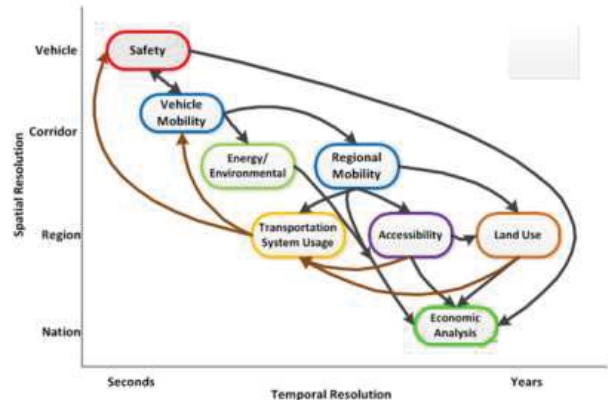 Vehicle
Safety
Vehicle
Mobility
Corridor
Energy/
Environmental
Regional
Mobility
Spatial Resolution
Region
Transportation
System Usage
Accessibility
Land Use
Nation
Economic
Analysis
Seconds
Temporal Resolution
Years